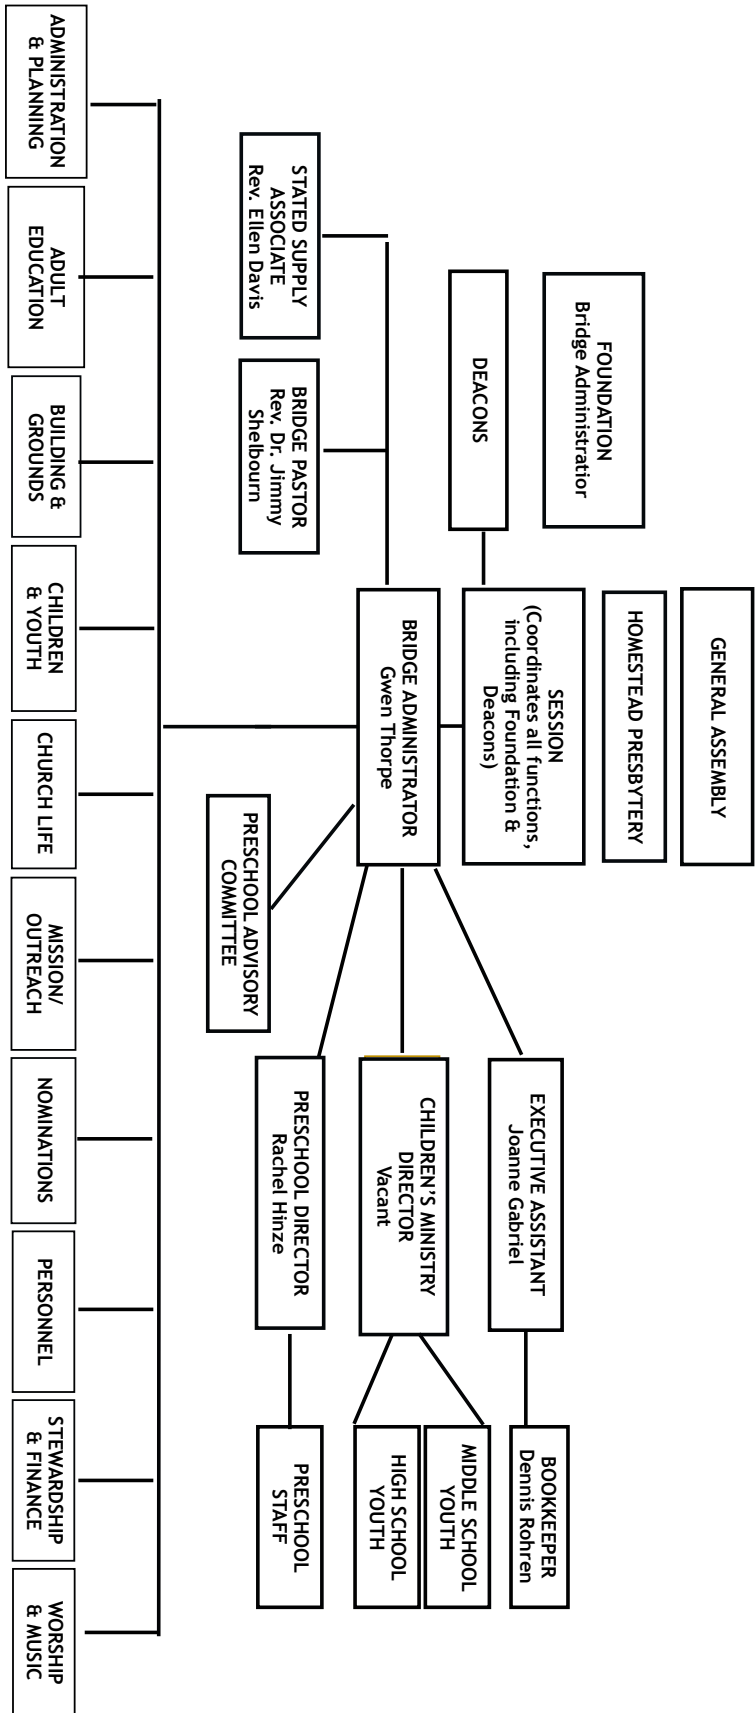 GENERAL ASSEMBLY
HOMESTEAD PRESBYTERY
FOUNDATION
Bridge Administratior
SESSION
(Coordinates all functions,
including Foundation &
Deacons)
DEACONS
BRIDGE ADMINISTRATOR
Gwen Thorpe
STATED SUPPLY
ASSOCIATE
Rev. Ellen Davis
BRIDGE PASTOR
Rev. Dr. Jimmy
Shelbourn
EXECUTIVE ASSISTANT
Joanne Gabriel
BOOKKEEPER
Dennis Rohren
CHILDREN’S MINISTRY
DIRECTOR
Vacant
MIDDLE SCHOOL
YOUTH
HIGH SCHOOL
YOUTH
PRESCHOOL DIRECTOR
Rachel Hinze
PRESCHOOL
STAFF
PRESCHOOL ADVISORY
COMMITTEE
ADMINISTRATION
& PLANNING
ADULT
EDUCATION
BUILDING &
GROUNDS
CHILDREN
& YOUTH
CHURCH LIFE
MISSION/
OUTREACH
NOMINATIONS
PERSONNEL
STEWARDSHIP
& FINANCE
WORSHIP
& MUSIC